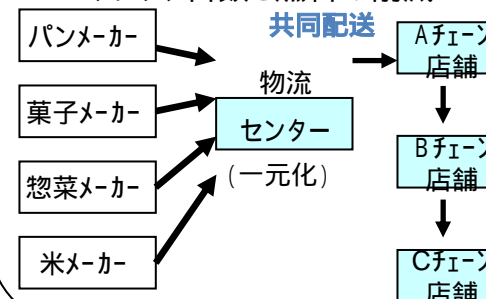 共同配送
パンメーカー
菓子メーカー
惣菜メーカー
米メーカー
物流
センター
(一元化)
Aチェーン
店舗
Bチェーン
店舗
Cチェーン
店舗